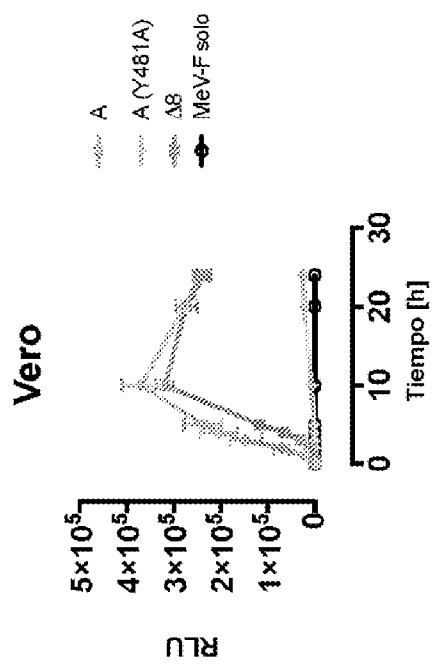 Vero
RLU
5×10⁵
4×10⁵
3×10⁵
2×10⁵
1×10⁵
0
0 10 20 30
Tiempo [h]
A
A (Y481A)
Δ8
MeV-F solo